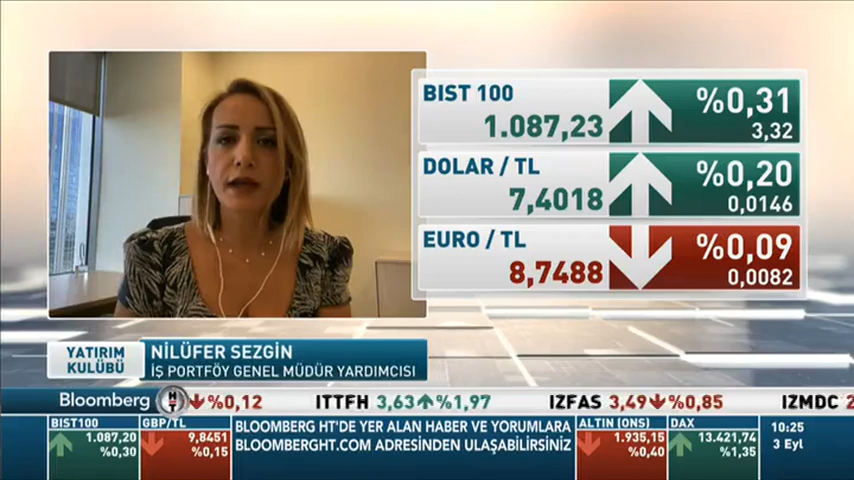 BIST 100
1.087,23
%0,31
3,32
DOLAR / TL
7,4018
%0,20
0,0146
EURO / TL
8,7488
%0,09
0,0082
YATIRIM
KULÜBÜ
NİLÜFER SEZGİN
İŞ PORTFÖY GENEL MÜDÜR YARDIMCISI
Bloomberg HT %0,12 ITTFH 3,63 %1,97 IZFAS 3,49 %0,85 IZMDC 2
BIST100
1.087,20
%0,30
GBP/TL
9,8451
%0,15
BLOOMBERG HT'DE YER ALAN HABER VE YORUMLARA
BLOOMBERGHT.COM ADRESİNDEN ULAŞABİLİRSİNİZ
ALTIN (ONS)
1.935,15
%0,40
DAX
13.421,74
%1,35
10:25
3 Eyl